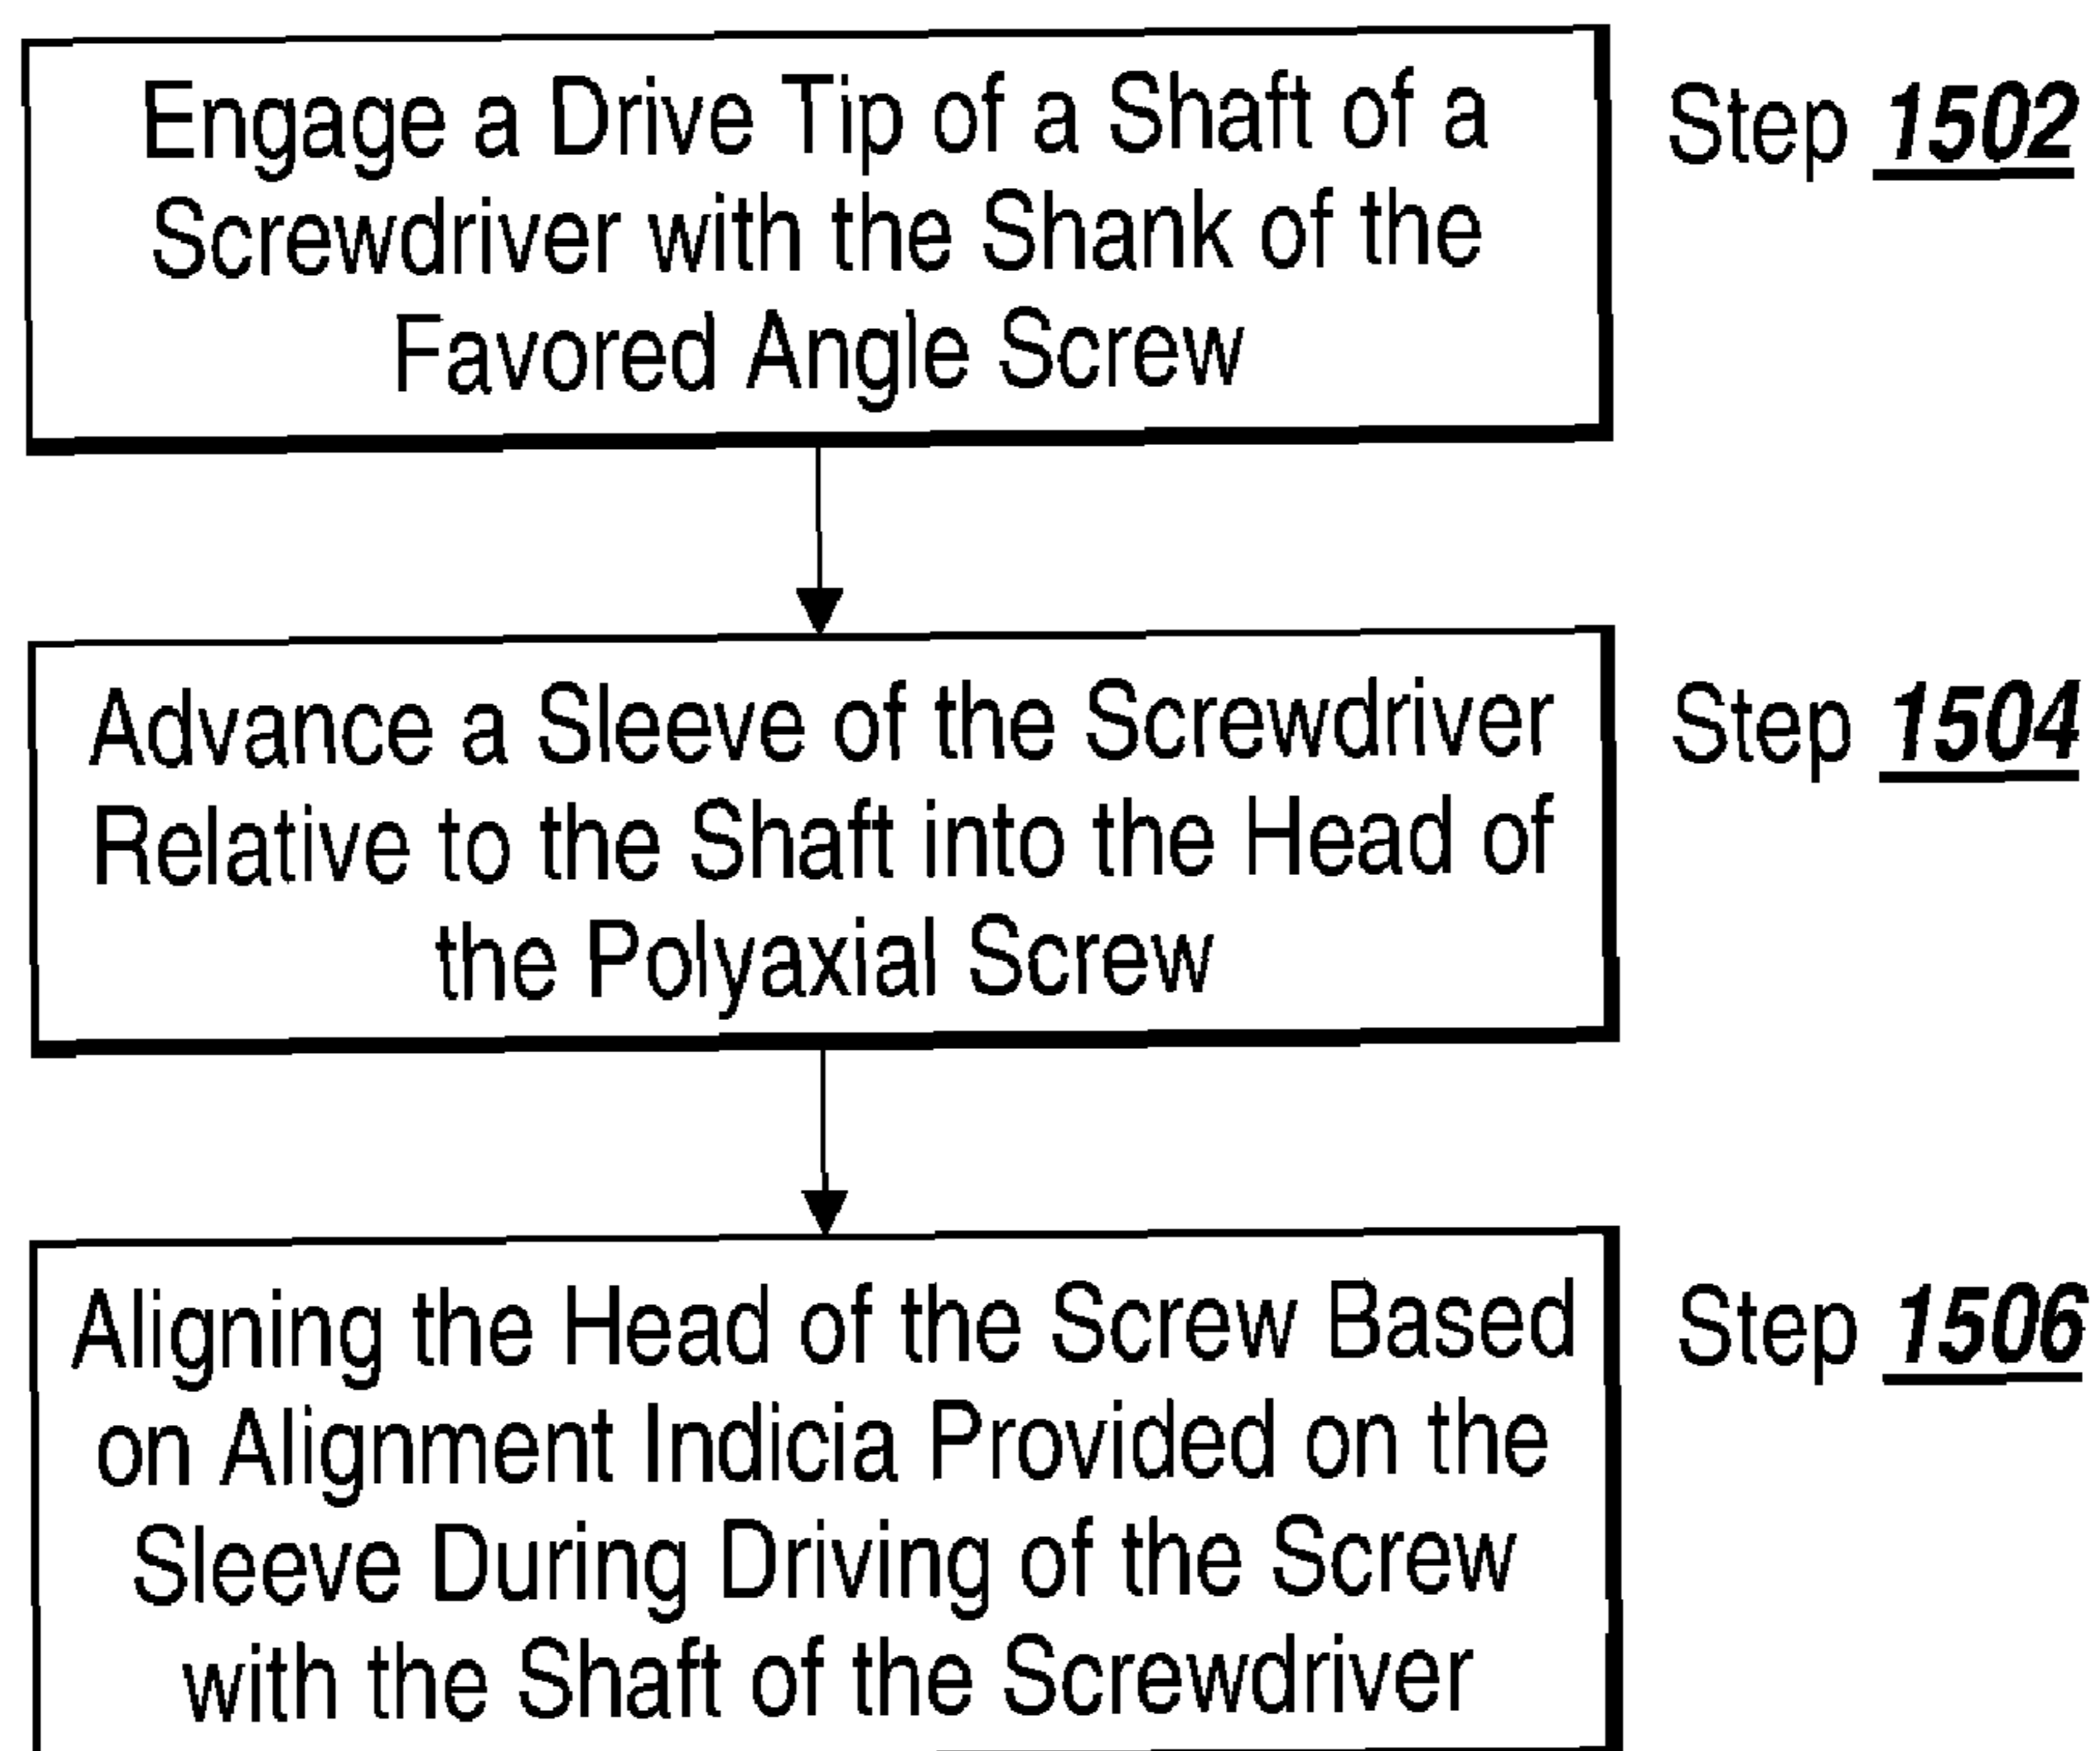 Engage a Drive Tip of a Shaft of a
Screwdriver with the Shank of the
Favored Angle Screw
Step 1502
Advance a Sleeve of the Screwdriver
Relative to the Shaft into the Head of
the Polyaxial Screw
Step 1504
Aligning the Head of the Screw Based
on Alignment Indicia Provided on the
Sleeve During Driving of the Screw
with the Shaft of the Screwdriver
Step 1506